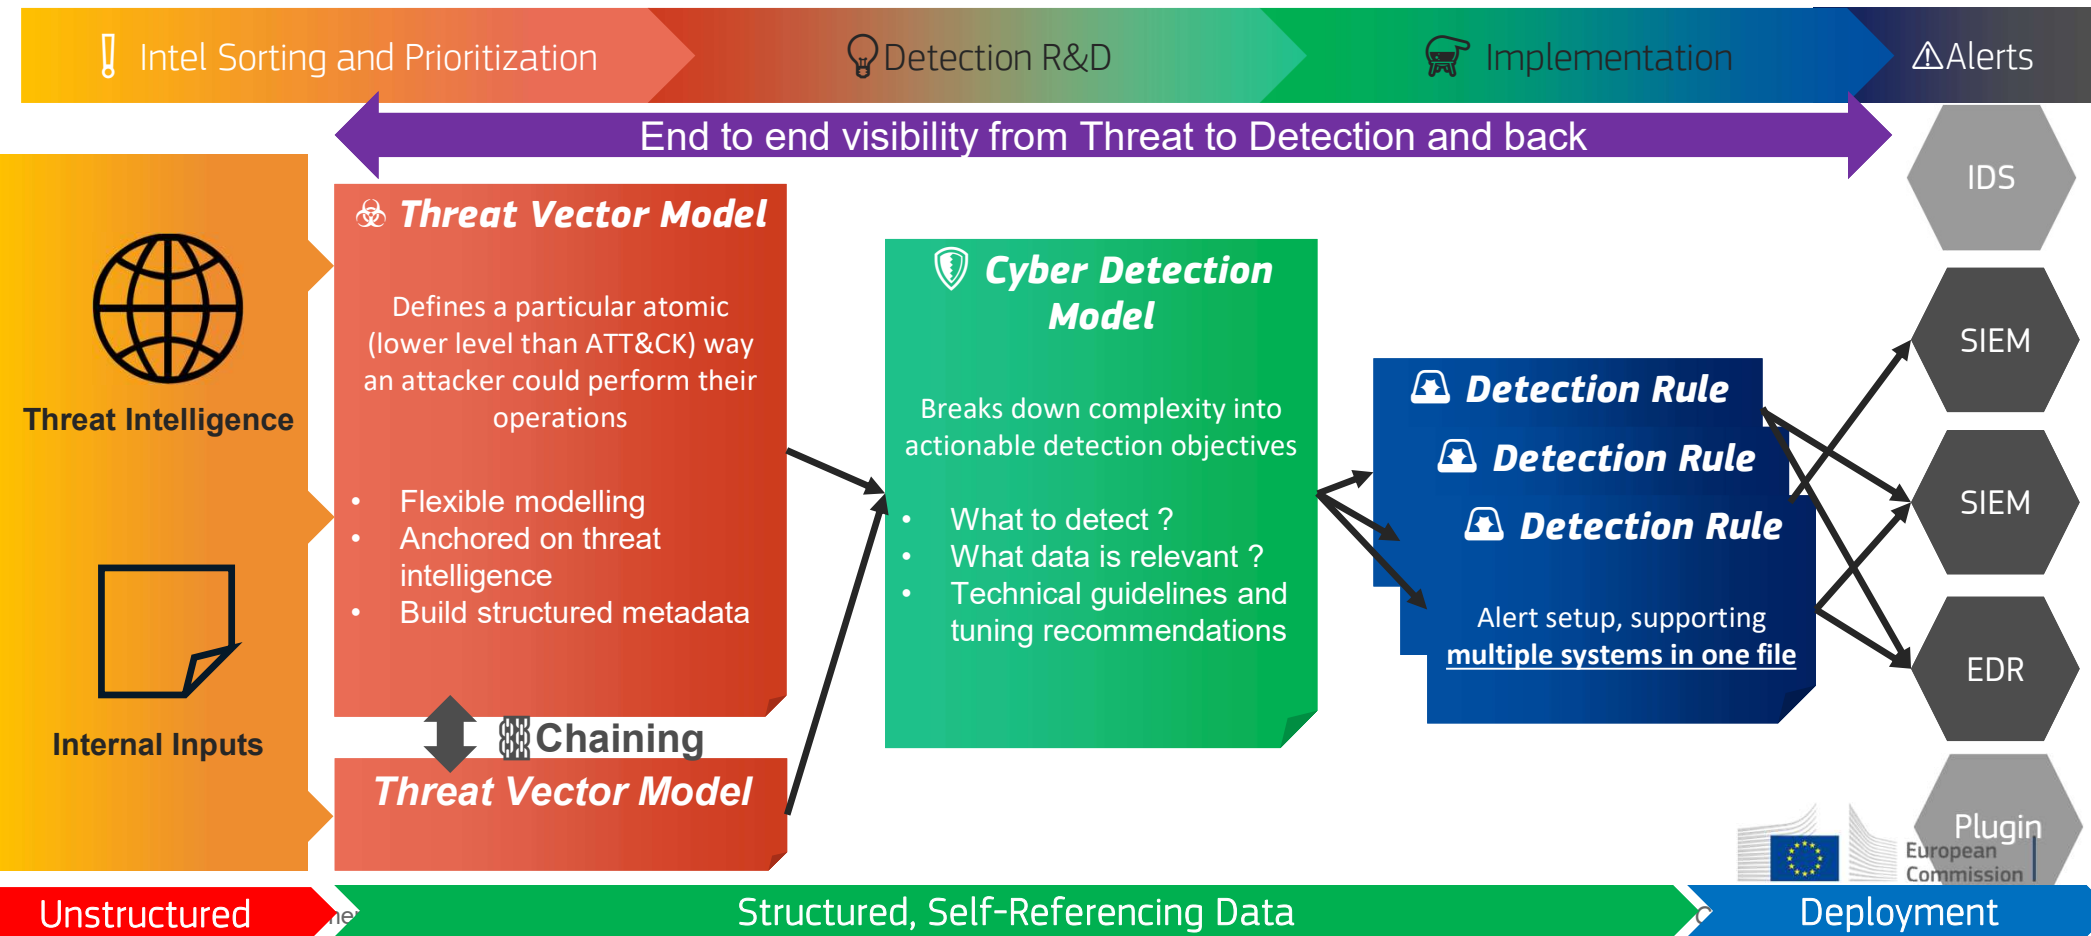 Intel Sorting and Prioritization
Detection R&D
Implementation
Alerts
End to end visibility from Threat to Detection and back
Threat Intelligence
Internal Inputs
Threat Vector Model
Defines a particular atomic
(lower level than ATT&CK) way
an attacker could perform their
operations
• Flexible modelling
• Anchored on threat
intelligence
• Build structured metadata
Chaining
Threat Vector Model
Cyber Detection
Model
Breaks down complexity into
actionable detection objectives
• What to detect ?
• What data is relevant ?
• Technical guidelines and
tuning recommendations
Detection Rule
Detection Rule
Detection Rule
Alert setup, supporting
multiple systems in one file
IDS
SIEM
SIEM
EDR
Plugin
European
Commission
Unstructured
Structured, Self-Referencing Data
Deployment